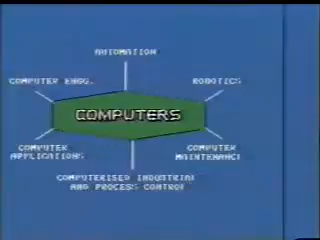 AUTOMATION
COMPUTER ENGG.
ROBOTICS
COMPUTERS
COMPUTER
APPLICATIONS
COMPUTER
MAINTENANCE
COMPUTERISED INDUSTRIAL
AND PROCESS CONTROL